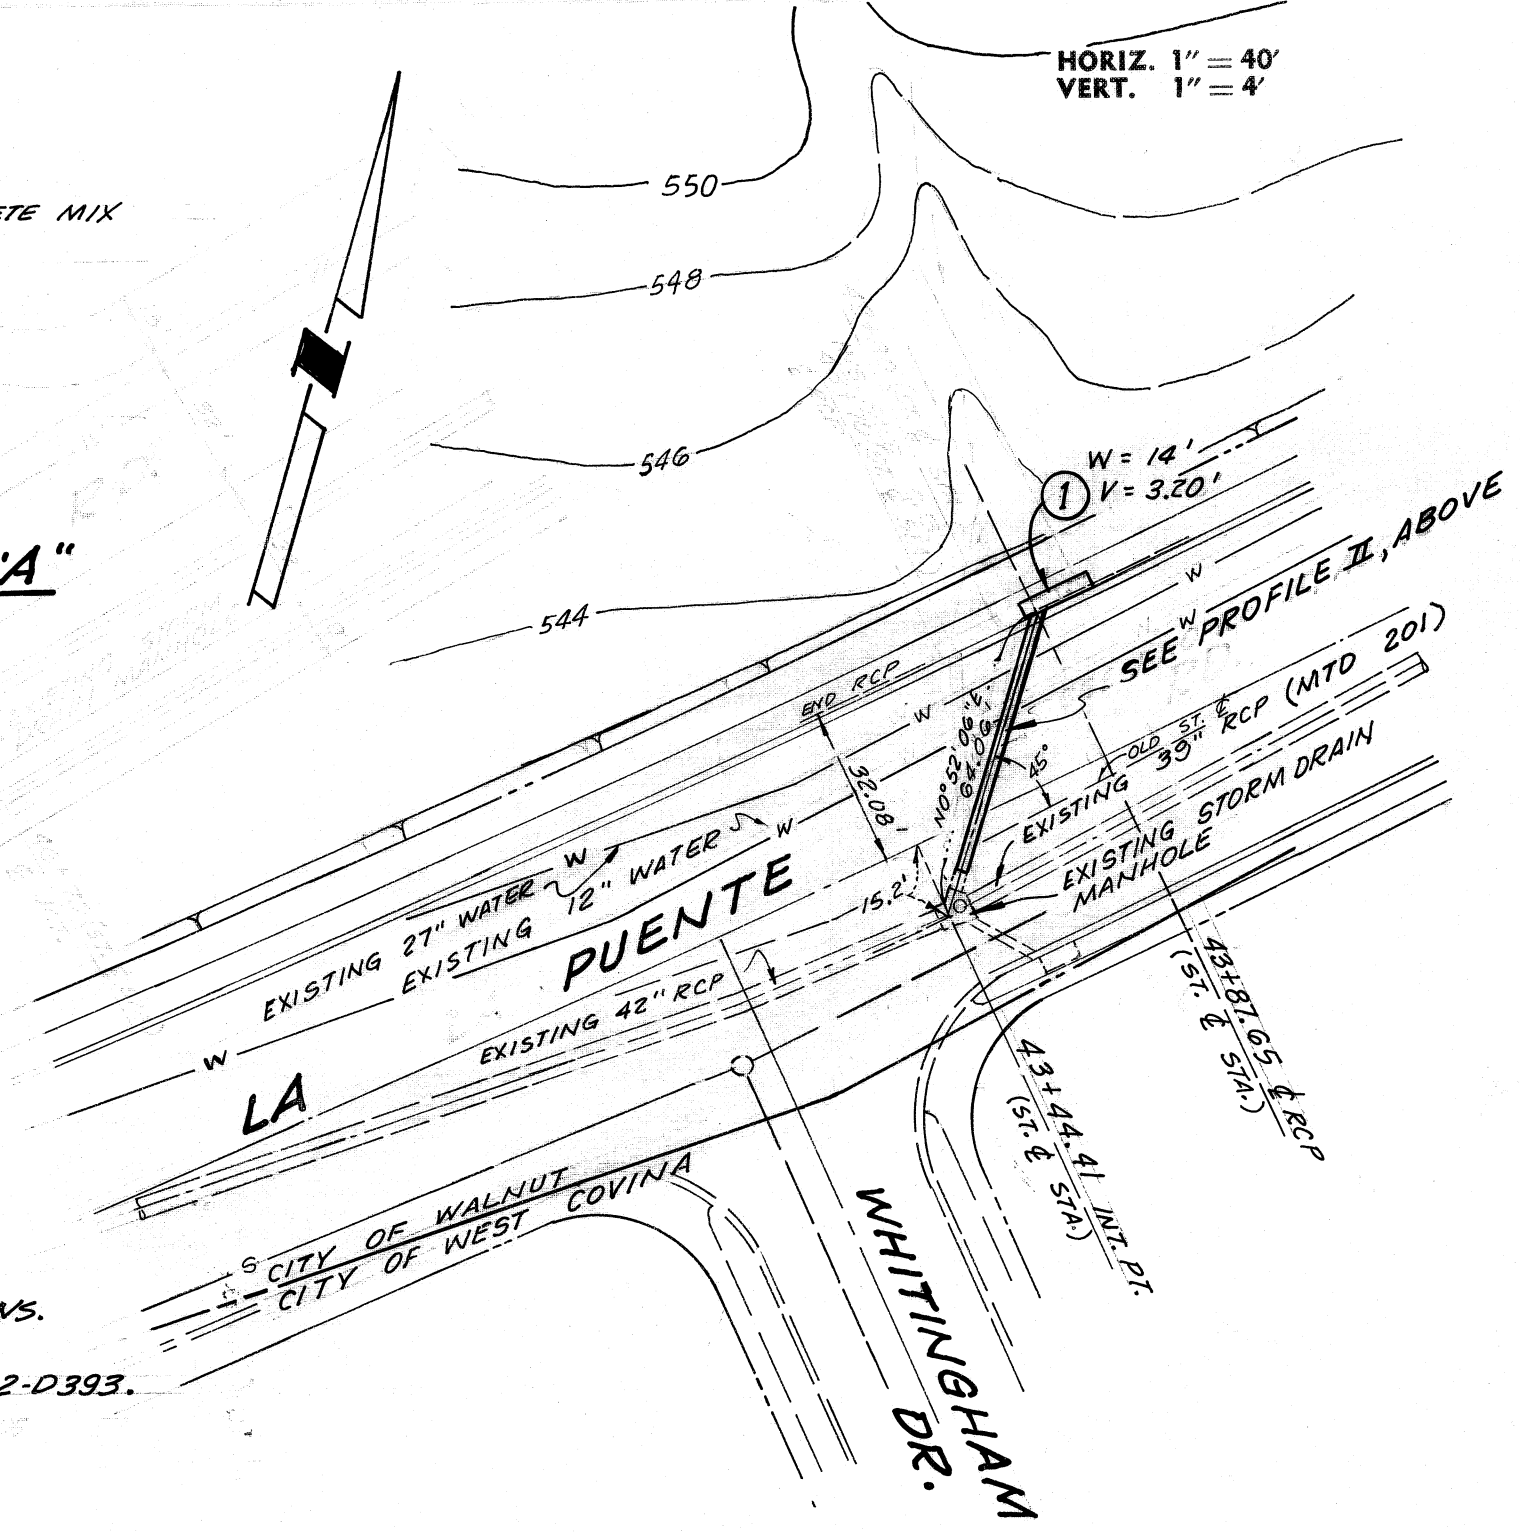 HORIZ. 1" = 40'
VERT. 1" = 4'
ETE MIX
550
548
546
544
"A"
W = 14'
1 V = 3.20'
SEE PROFILE II, ABOVE
W
W
W
W
W
W
END RCP
32.08'
N0°52'06"E.
64.06'
45°
OLD ST. ℄
EXISTING 39" RCP (MTD 201)
EXISTING STORM DRAIN
MANHOLE
15.2'
EXISTING 27" WATER
EXISTING 12" WATER
LA PUENTE
EXISTING 42" RCP
43+87.65 ℄ RCP
(ST. ℄ STA.)
43+44.41 INT. PT.
(ST. ℄ STA.)
S
CITY OF WALNUT
CITY OF WEST COVINA
WHITINGHAM
DR.
VS.
2-D393.